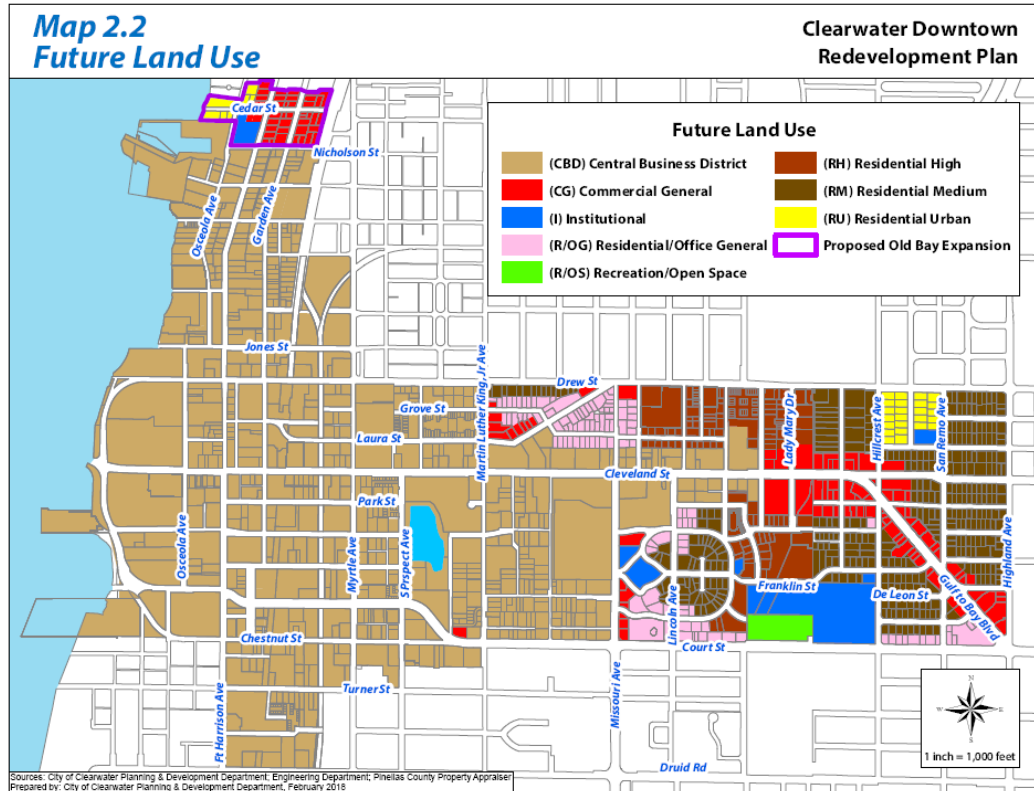 Map 2.2
Future Land Use
Clearwater Downtown
Redevelopment Plan
Future Land Use
(CBD) Central Business District
(CG) Commercial General
(I) Institutional
(R/OG) Residential/Office General
(R/OS) Recreation/Open Space
(RH) Residential High
(RM) Residential Medium
(RU) Residential Urban
Proposed Old Bay Expansion
Cedar St
Nicholson St
Osceola Ave
Garden Ave
Jones St
Martin Luther King, Jr Ave
Drew St
Grove St
Laura St
Lady Mary Dr
Hillcrest Ave
San Remo Ave
Cleveland St
Park St
Osceola Ave
Myrtle Ave
S Prospect Ave
Highland Ave
Franklin St
De Leon St
Gulf to Bay Blvd
Lincoln Ave
Chestnut St
Court St
Turner St
Ft Harrison Ave
Missouri Ave
Druid Rd
N
W
E
S
1 inch = 1,000 feet
Sources: City of Clearwater Planning & Development Department; Engineering Department; Pinellas County Property Appraiser
Prepared by: City of Clearwater Planning & Development Department, February 2018